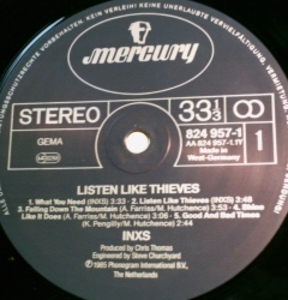 mercury
STEREO
33 1/3
GEMA
824 957-1
AA 824 957-1.1Y
Made in
West-Germany
1
LISTEN LIKE THIEVES
1. What You Need (INXS) 3:33 · 2. Listen Like Thieves (INXS) 3:48
3. Falling Down The Mountain (A. Farriss/M. Hutchence) 3:50 4. Shine
Like It Does (A. Farriss/M. Hutchence) 3:06 · 5. Good And Bad Times
(K. Pengilly/M. Hutchence) 2:44
INXS
Produced by Chris Thomas
Engineered by Steve Churchyard
©1985 Phonogram International B.V.,
The Netherlands